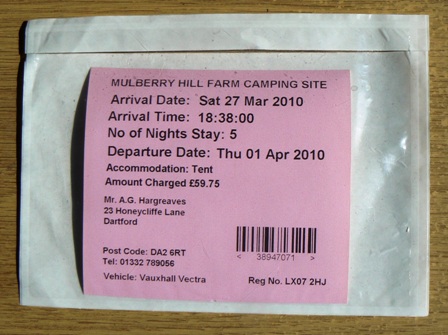 MULBERRY HILL FARM CAMPING SITE
Arrival Date: Sat 27 Mar 2010
Arrival Time: 18:38:00
No of Nights Stay: 5
Departure Date: Thu 01 Apr 2010
Accommodation: Tent
Amount Charged £59.75
Mr. A.G. Hargreaves
23 Honeycliffe Lane
Dartford
< 38947071 >
Post Code: DA2 6RT
Tel: 01332 789056
Vehicle: Vauxhall Vectra Reg No. LX07 2HJ